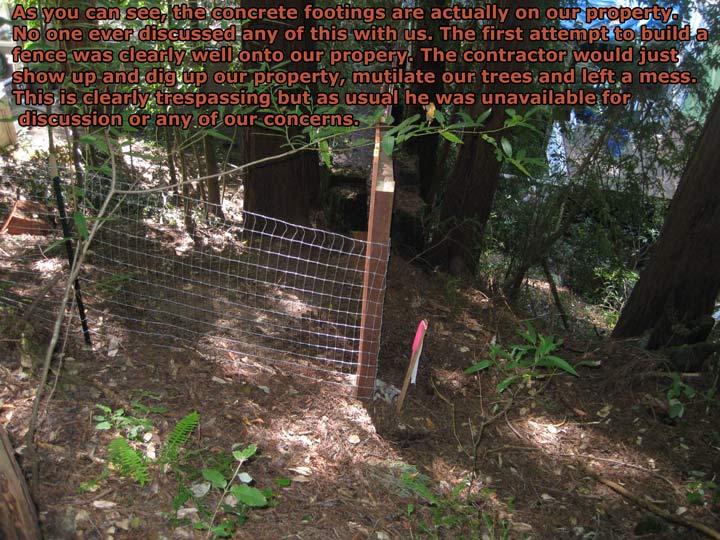 As you can see, the concrete footings are actually on our property.
No one ever discussed any of this with us. The first attempt to build a
fence was clearly well onto our propery. The contractor would just
show up and dig up our property, mutilate our trees and left a mess.
This is clearly trespassing but as usual he was unavailable for
discussion or any of our concerns.